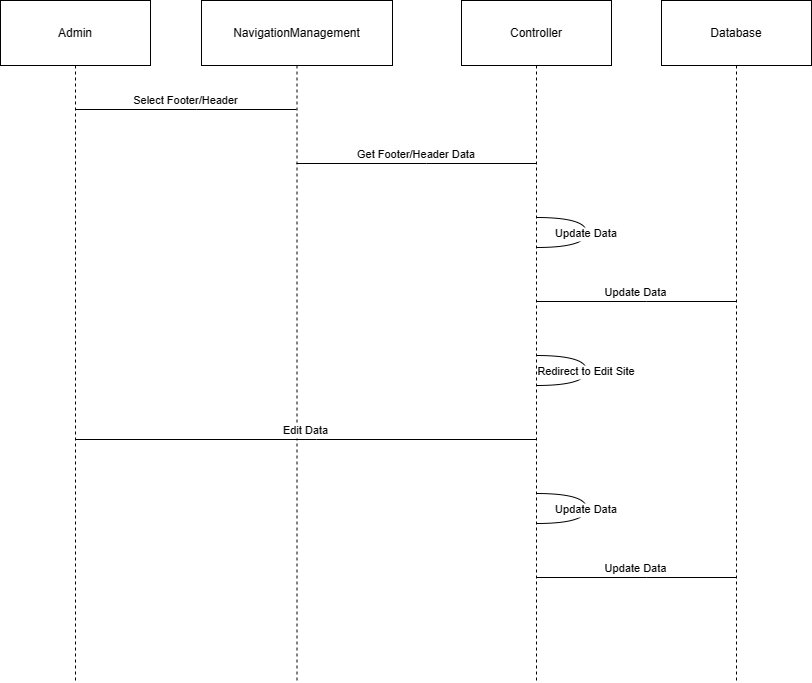 Admin
NavigationManagement
Controller
Database
Select Footer/Header
Get Footer/Header Data
Update Data
Update Data
Redirect to Edit Site
Edit Data
Update Data
Update Data